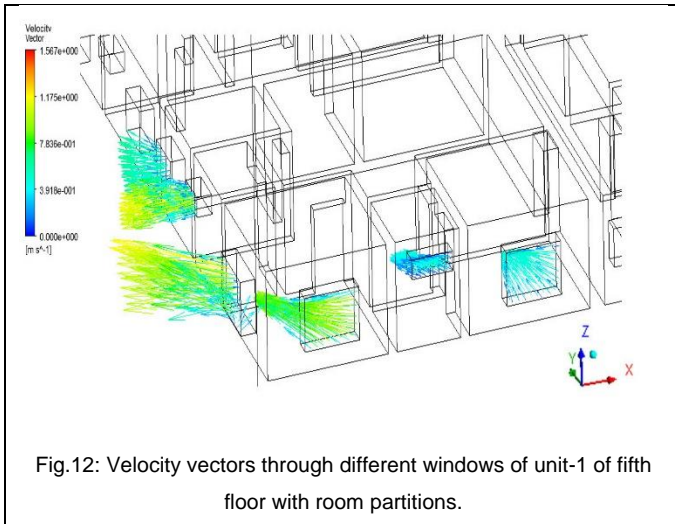 Velocity
Vector
1.567e+000
1.175e+000
7.836e-001
3.918e-001
0.000e+000
[m s^-1]
Z
Y
X
Fig.12: Velocity vectors through different windows of unit-1 of fifth
floor with room partitions.